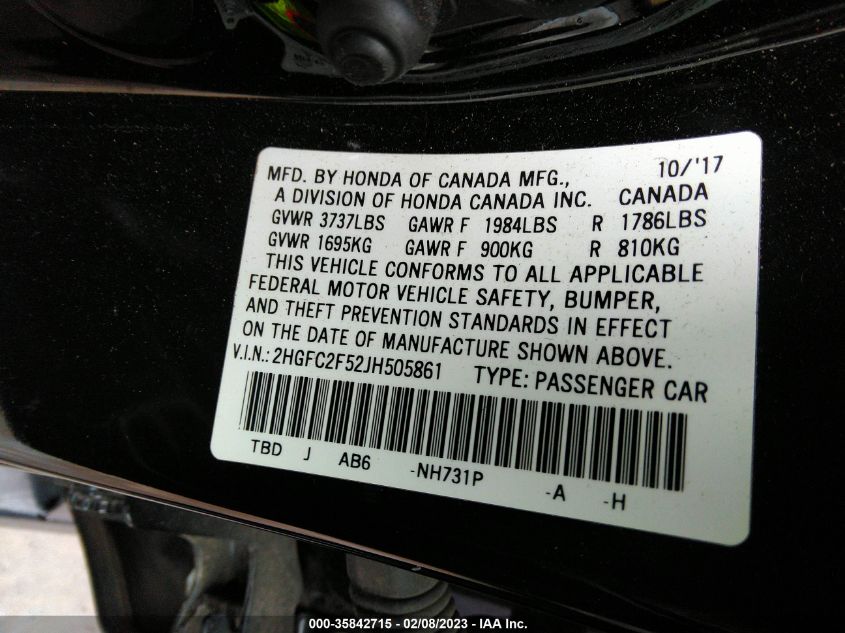 MFD. BY HONDA OF CANADA MFG., 10/'17
A DIVISION OF HONDA CANADA INC. CANADA
GVWR 3737LBS GAWR F 1984LBS R 1786LBS
GVWR 1695KG GAWR F 900KG R 810KG
THIS VEHICLE CONFORMS TO ALL APPLICABLE
FEDERAL MOTOR VEHICLE SAFETY, BUMPER,
AND THEFT PREVENTION STANDARDS IN EFFECT
ON THE DATE OF MANUFACTURE SHOWN ABOVE.
V.I.N.: 2HGFC2F52JH505861 TYPE: PASSENGER CAR
TBD J AB6 -NH731P -A -H
000-35842715 - 02/08/2023 - IAA Inc.